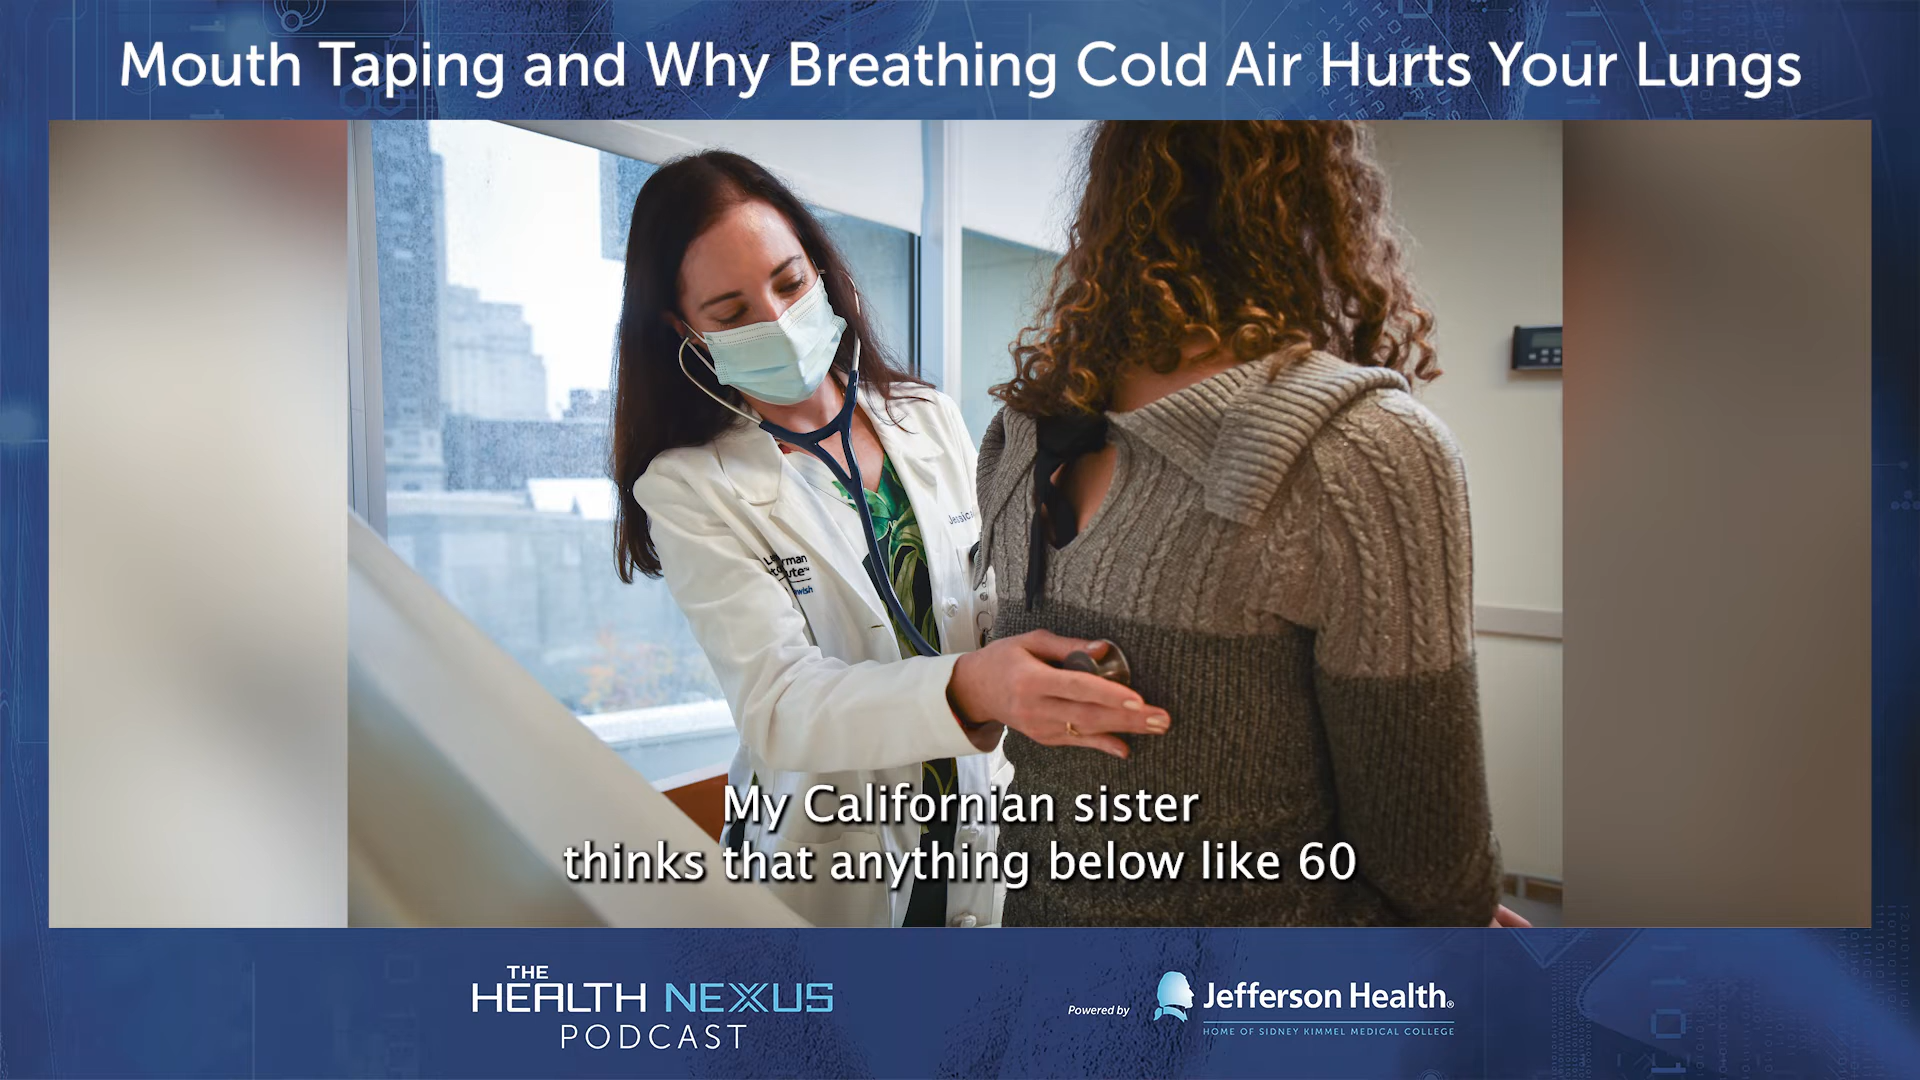 Mouth Taping and Why Breathing Cold Air Hurts Your Lungs
Jessica
My Californian sister
thinks that anything below like 60
THE
HEALTH NEXUS
PODCAST
Powered by
Jefferson Health®
HOME OF SIDNEY KIMMEL MEDICAL COLLEGE